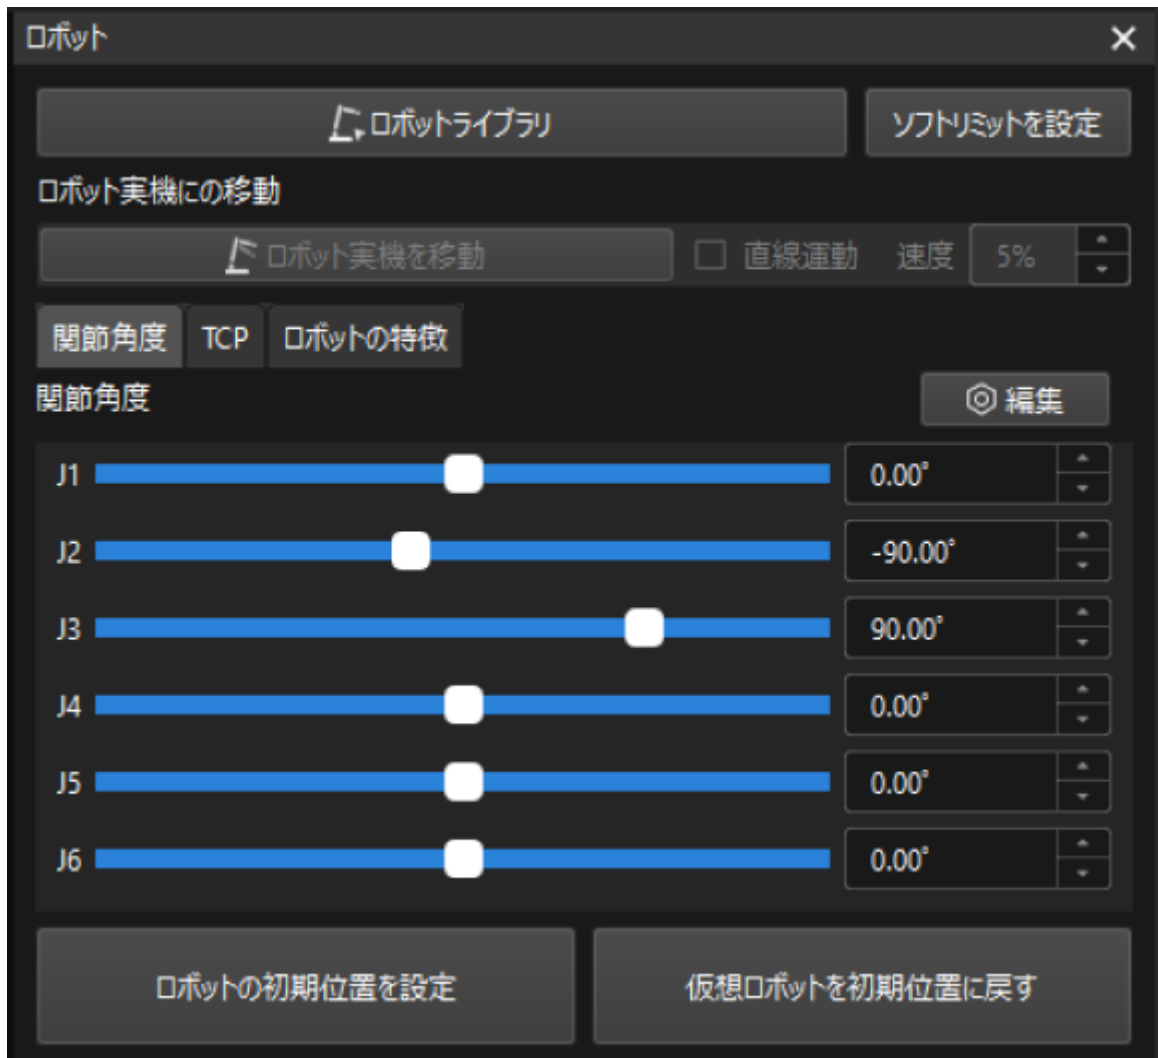 ロボット
ロボットライブラリ ソフトリミットを設定
ロボット実機にの移動
ロボット実機を移動 直線運動 速度 5%
関節角度 TCP ロボットの特徴
関節角度 編集
J1 0.00°
J2 -90.00°
J3 90.00°
J4 0.00°
J5 0.00°
J6 0.00°
ロボットの初期位置を設定 仮想ロボットを初期位置に戻す